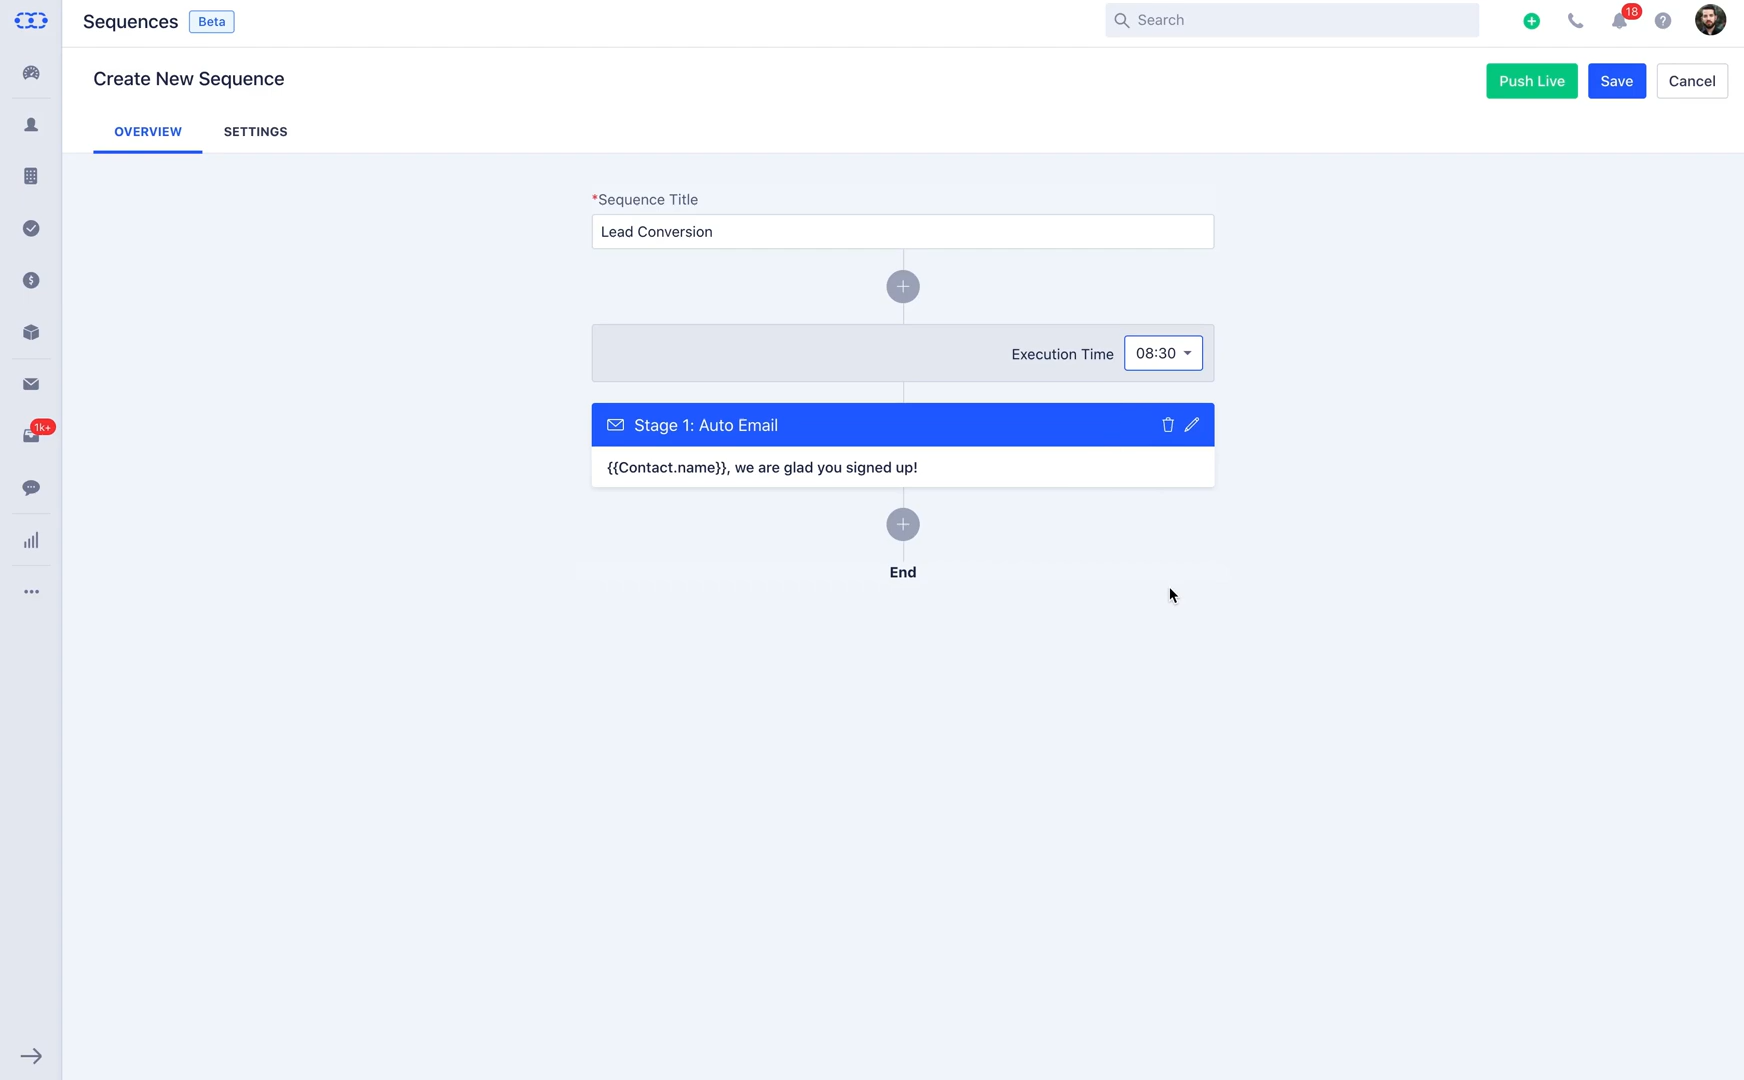 Sequences Beta
Search
18
Create New Sequence
Push Live
Save
Cancel
OVERVIEW
SETTINGS
*Sequence Title
Lead Conversion
Execution Time 08:30
Stage 1: Auto Email
1k+
{{Contact.name}}, we are glad you signed up!
End